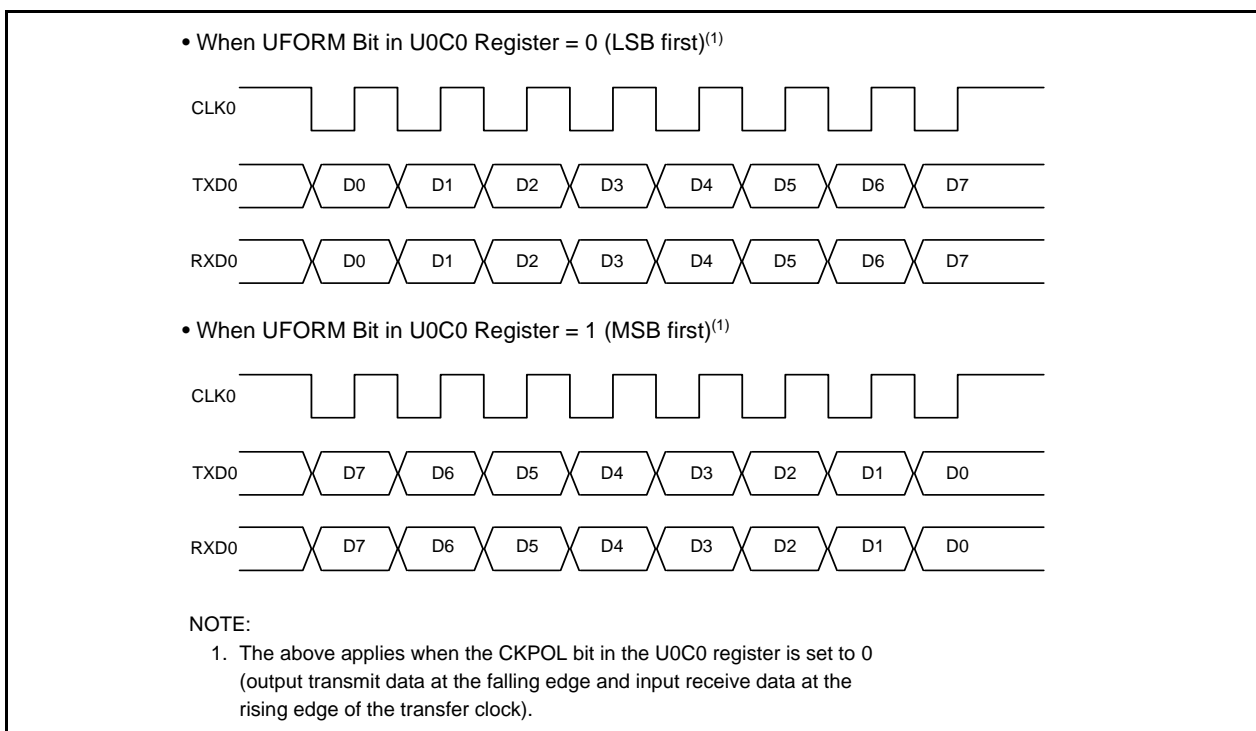 • When UFORM Bit in U0C0 Register = 0 (LSB first)(1)
CLK0
TXD0 D0 D1 D2 D3 D4 D5 D6 D7
RXD0 D0 D1 D2 D3 D4 D5 D6 D7
• When UFORM Bit in U0C0 Register = 1 (MSB first)(1)
CLK0
TXD0 D7 D6 D5 D4 D3 D2 D1 D0
RXD0 D7 D6 D5 D4 D3 D2 D1 D0
NOTE:
1. The above applies when the CKPOL bit in the U0C0 register is set to 0
(output transmit data at the falling edge and input receive data at the
rising edge of the transfer clock).